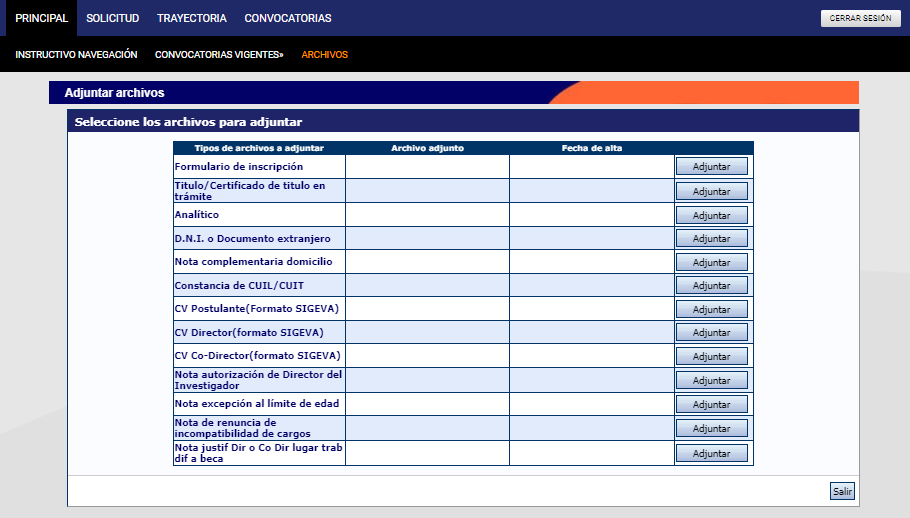 PRINCIPAL SOLICITUD TRAYECTORIA CONVOCATORIAS CERRAR SESIÓN
INSTRUCTIVO NAVEGACIÓN CONVOCATORIAS VIGENTES» ARCHIVOS
Adjuntar archivos
Seleccione los archivos para adjuntar
Tipos de archivos a adjuntar Archivo adjunto Fecha de alta
Formulario de inscripción Adjuntar
Titulo/Certificado de titulo en
trámite Adjuntar
Analítico Adjuntar
D.N.I. o Documento extranjero Adjuntar
Nota complementaria domicilio Adjuntar
Constancia de CUIL/CUIT Adjuntar
CV Postulante(Formato SIGEVA) Adjuntar
CV Director(formato SIGEVA) Adjuntar
CV Co-Director(formato SIGEVA) Adjuntar
Nota autorización de Director del
Investigador Adjuntar
Nota excepción al límite de edad Adjuntar
Nota de renuncia de
incompatibilidad de cargos Adjuntar
Nota justif Dir o Co Dir lugar trab
dif a beca Adjuntar
Salir